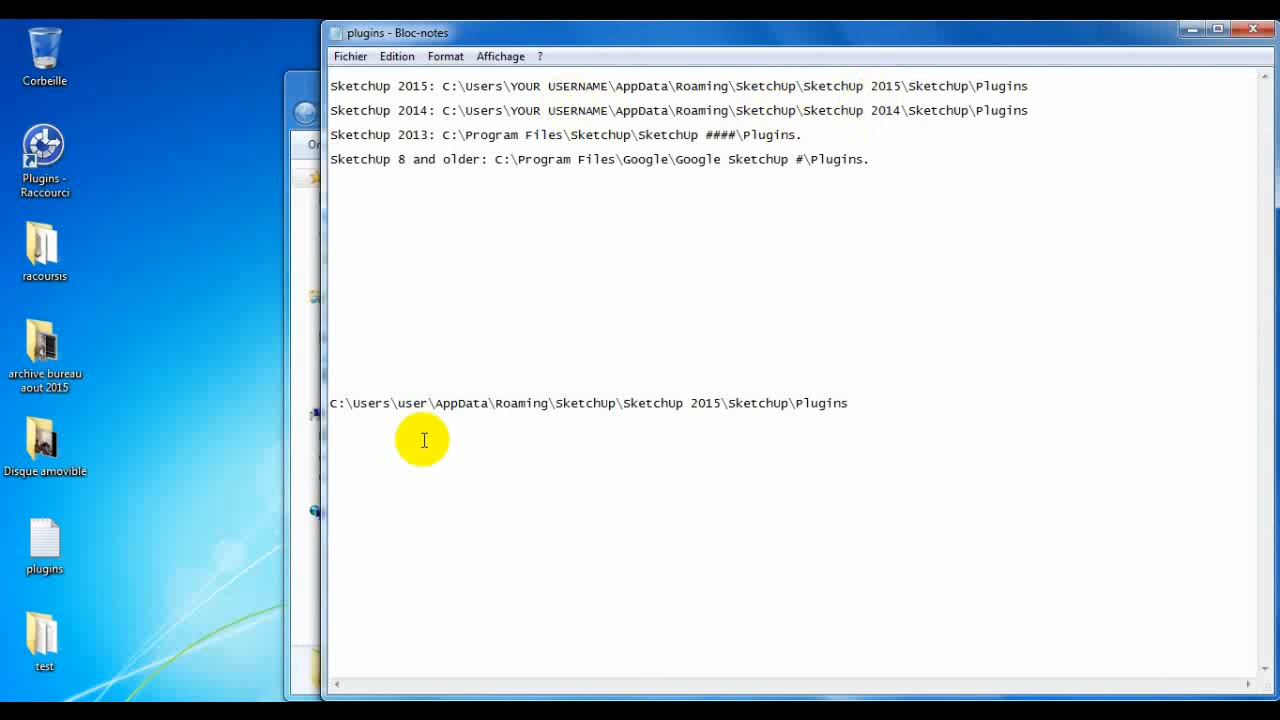 plugins - Bloc-notes
Fichier Edition Format Affichage ?
SketchUp 2015: C:\Users\YOUR USERNAME\AppData\Roaming\SketchUp\SketchUp 2015\SketchUp\Plugins
SketchUp 2014: C:\Users\YOUR USERNAME\AppData\Roaming\SketchUp\SketchUp 2014\SketchUp\Plugins
SketchUp 2013: C:\Program Files\SketchUp\SketchUp ####\Plugins.
SketchUp 8 and older: C:\Program Files\Google\Google SketchUp #\Plugins.
C:\Users\user\AppData\Roaming\SketchUp\SketchUp 2015\SketchUp\Plugins
Corbeille
Plugins -
Raccourci
racoursis
archive bureau
aout 2015
Disque amovible
plugins
test